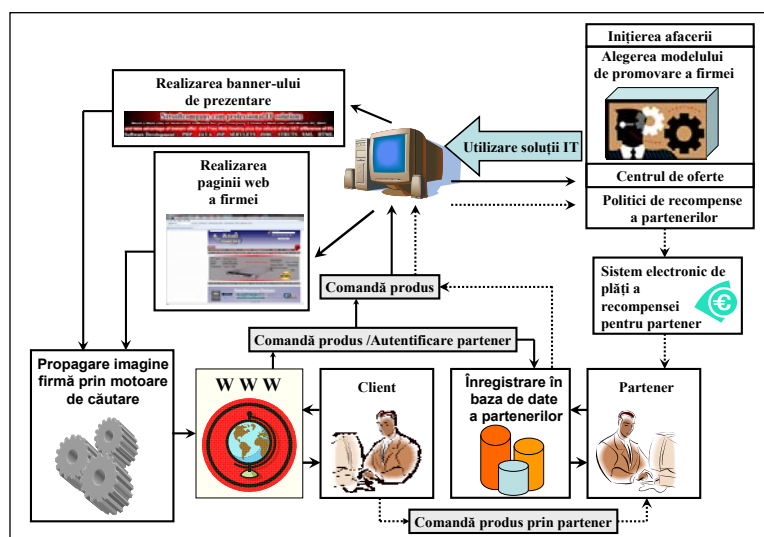 Inițierea afacerii
Alegerea modelului
de promovare a firmei
Realizarea banner-ului
de prezentare
Utilizare soluții IT
Realizarea
paginii web
a firmei
Centrul de oferte
Politici de recompense
a partenerilor
Comandă produs
Sistem electronic de
plăți a
recompensei
pentru partener
€
Comandă produs /Autentificare partener
Propagare imagine
firmă prin motoare
de căutare
W W W
Client
Înregistrare în
baza de date
a partenerilor
Partener
Comandă produs prin partener